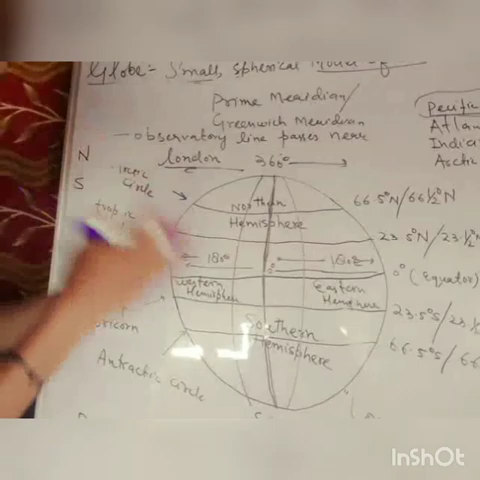 Globe - Small, spherical Model of
Prime Meridian/
Greenwich Meridian
— observatory line passes near
london
360°
N
S
Circle
Northern
Hemisphere
66.5°N/66½°N
23.5°N/23½°N
180°
0°
180°
0° (Equator)
Western
Hemisphere
Eastern
Hemisphere
23.5°S/23
Southern
Hemisphere
66.5°S/66
Antractic Circle
Atlan
India
Arctic
InShOt